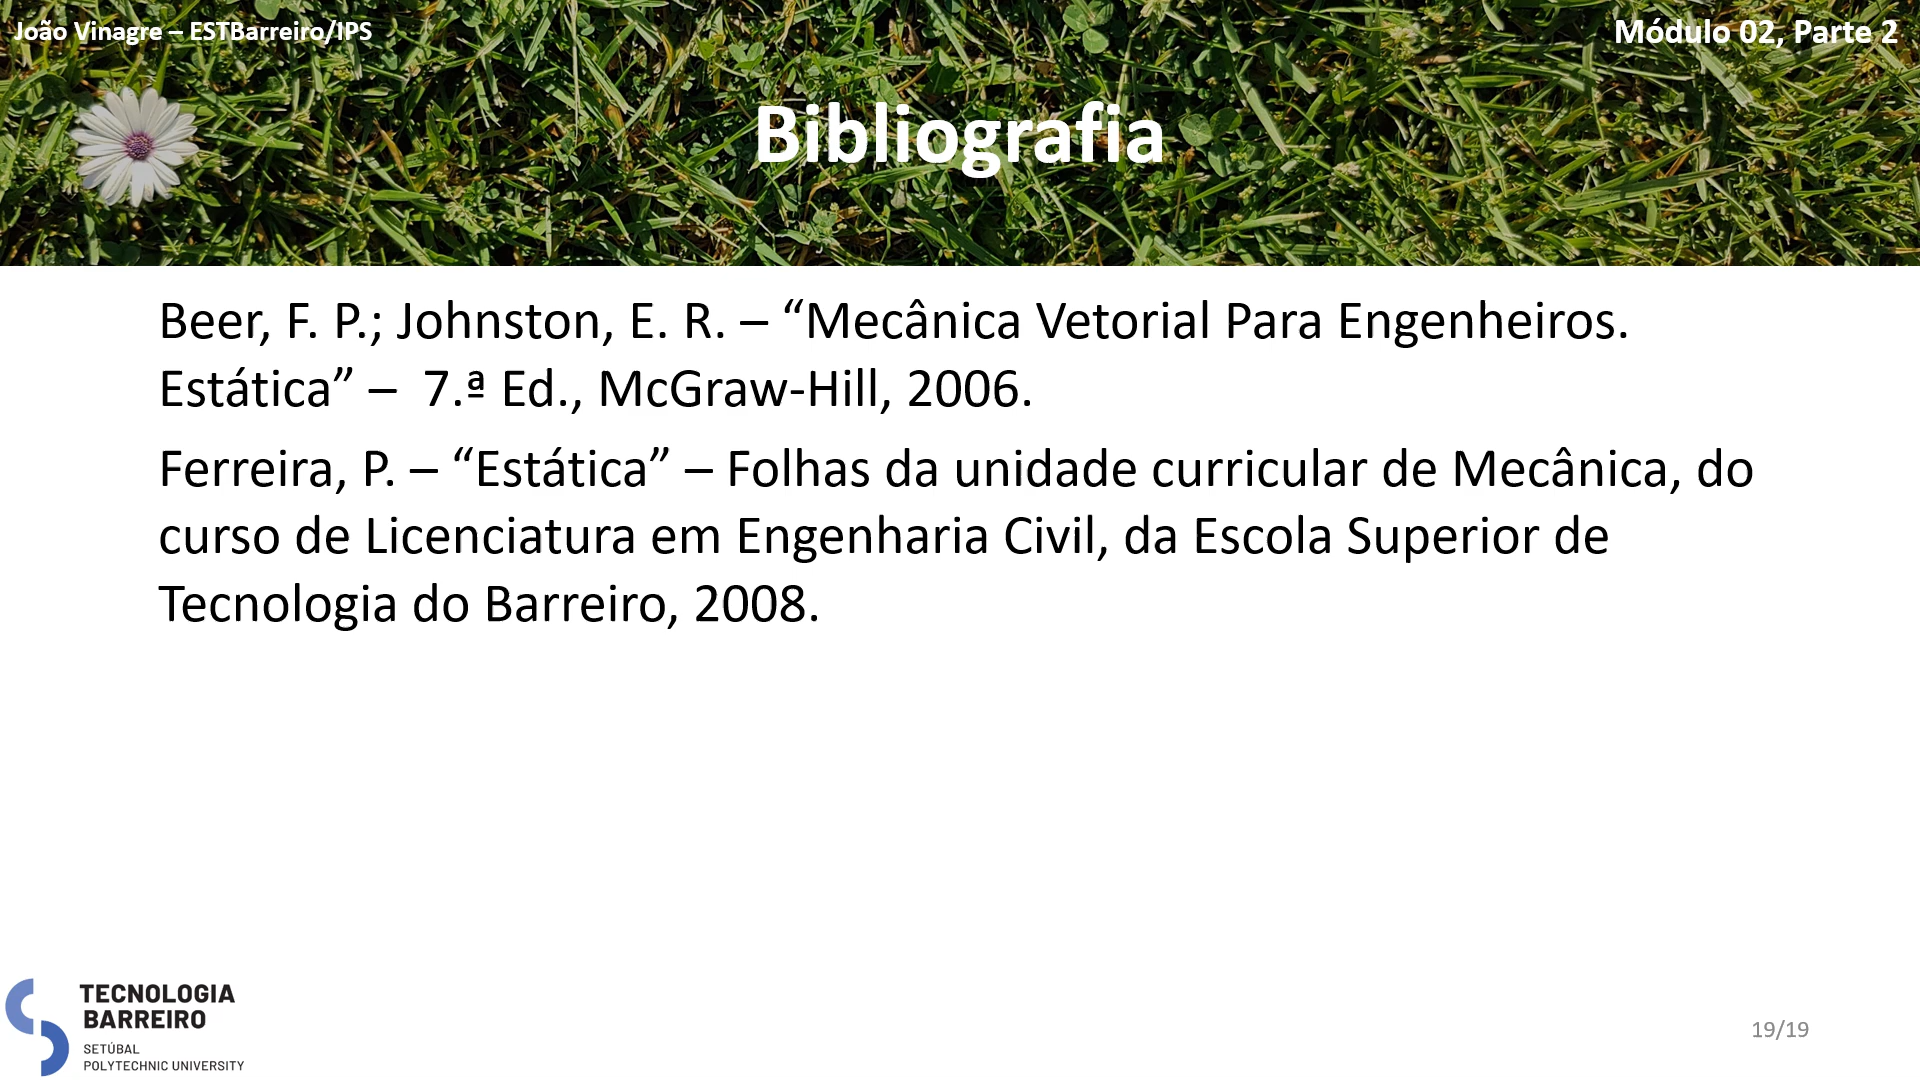 João Vinagre – ESTBarreiro/IPS
Módulo 02, Parte 2
Bibliografia
Beer, F. P.; Johnston, E. R. – “Mecânica Vetorial Para Engenheiros.
Estática” –  7.ª Ed., McGraw-Hill, 2006.
Ferreira, P. – “Estática” – Folhas da unidade curricular de Mecânica, do
curso de Licenciatura em Engenharia Civil, da Escola Superior de
Tecnologia do Barreiro, 2008.
TECNOLOGIA
BARREIRO
SETÚBAL
POLYTECHNIC UNIVERSITY
19/19